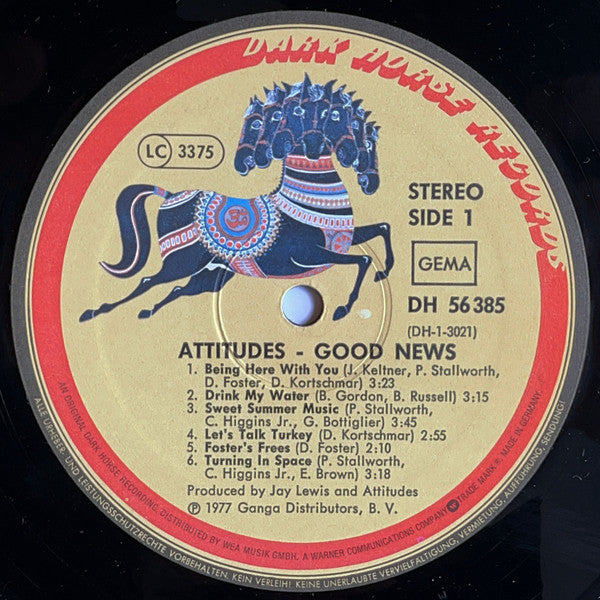 DARK HORSE RECORDS
LC 3375
STEREO
SIDE 1
GEMA
DH 56 385
(DH-1-3021)
ATTITUDES - GOOD NEWS
1. Being Here With You (J. Keltner, P. Stallworth,
D. Foster, D. Kortschmar) 3:23
2. Drink My Water (B. Gordon, B. Russell) 3:15
3. Sweet Summer Music (P. Stallworth,
C. Higgins Jr., G. Bottiglier) 3:45
4. Let's Talk Turkey (D. Kortschmar) 2:55
5. Foster's Frees (D. Foster) 2:10
6. Turning In Space (P. Stallworth,
C. Higgins Jr., E. Brown) 3:18
Produced by Jay Lewis and Attitudes
℗ 1977 Ganga Distributors, B. V.
AN ORIGINAL DARK HORSE RECORDING, DISTRIBUTED BY WEA MUSIK GMBH. A WARNER COMMUNICATIONS COMPANY TRADE MARK® MADE IN GERMANY.
ALLE URHEBER- UND LEISTUNGSSCHUTZRECHTE VORBEHALTEN. KEIN VERLEIH! KEINE UNERLAUBTE VERVIELFÄLTIGUNG, VERMIETUNG, AUFFÜHRUNG, SENDUNG!